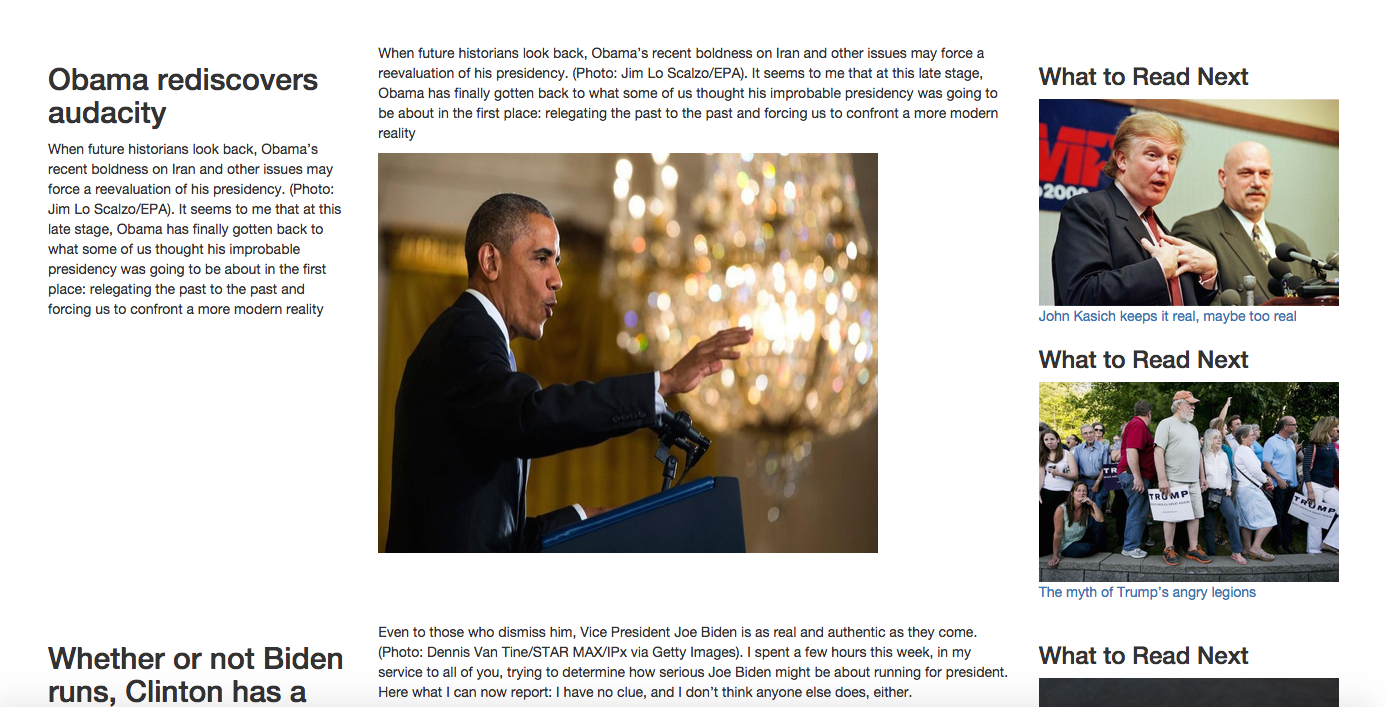 Obama rediscovers
audacity
When future historians look back, Obama’s
recent boldness on Iran and other issues may
force a reevaluation of his presidency. (Photo:
Jim Lo Scalzo/EPA). It seems to me that at this
late stage, Obama has finally gotten back to
what some of us thought his improbable
presidency was going to be about in the first
place: relegating the past to the past and
forcing us to confront a more modern reality
When future historians look back, Obama’s recent boldness on Iran and other issues may force a
reevaluation of his presidency. (Photo: Jim Lo Scalzo/EPA). It seems to me that at this late stage,
Obama has finally gotten back to what some of us thought his improbable presidency was going to
be about in the first place: relegating the past to the past and forcing us to confront a more modern
reality
What to Read Next
2000
John Kasich keeps it real, maybe too real
What to Read Next
TR
TRUMP
TRUMP
The myth of Trump’s angry legions
Whether or not Biden
runs, Clinton has a
Even to those who dismiss him, Vice President Joe Biden is as real and authentic as they come.
(Photo: Dennis Van Tine/STAR MAX/IPx via Getty Images). I spent a few hours this week, in my
service to all of you, trying to determine how serious Joe Biden might be about running for president.
Here what I can now report: I have no clue, and I don’t think anyone else does, either.
What to Read Next